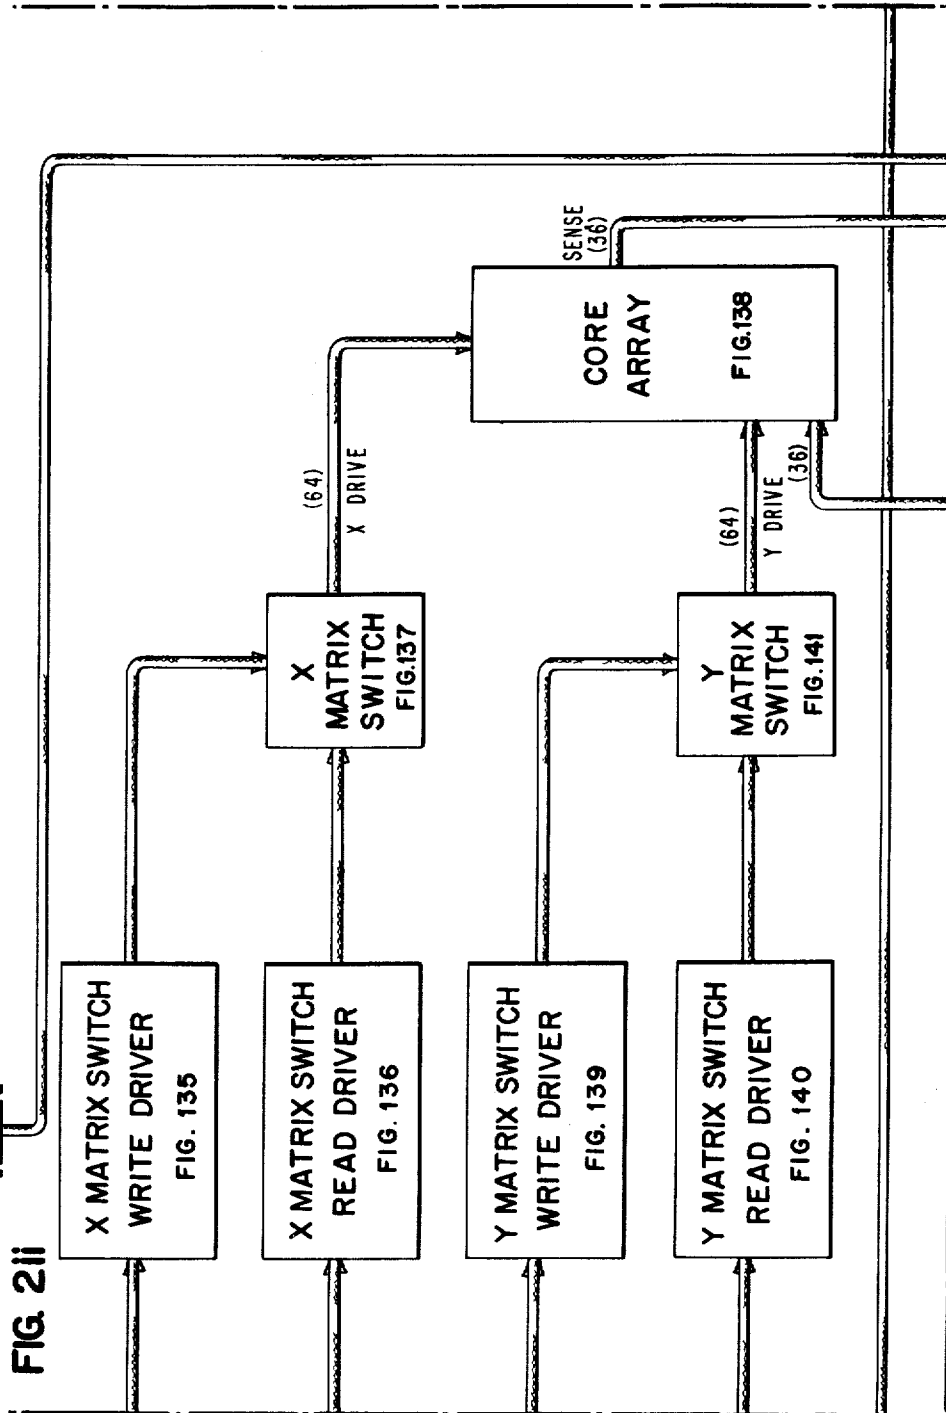 FIG. 2ii
X MATRIX SWITCH
WRITE DRIVER
FIG. 135
X MATRIX SWITCH
READ DRIVER
FIG. 136
X
MATRIX
SWITCH
FIG.137
(64)
X DRIVE
Y MATRIX SWITCH
WRITE DRIVER
FIG. 139
Y MATRIX SWITCH
READ DRIVER
FIG. 140
Y
MATRIX
SWITCH
FIG.141
(64)
Y DRIVE
(36)
CORE
ARRAY
FIG.138
SENSE
(36)